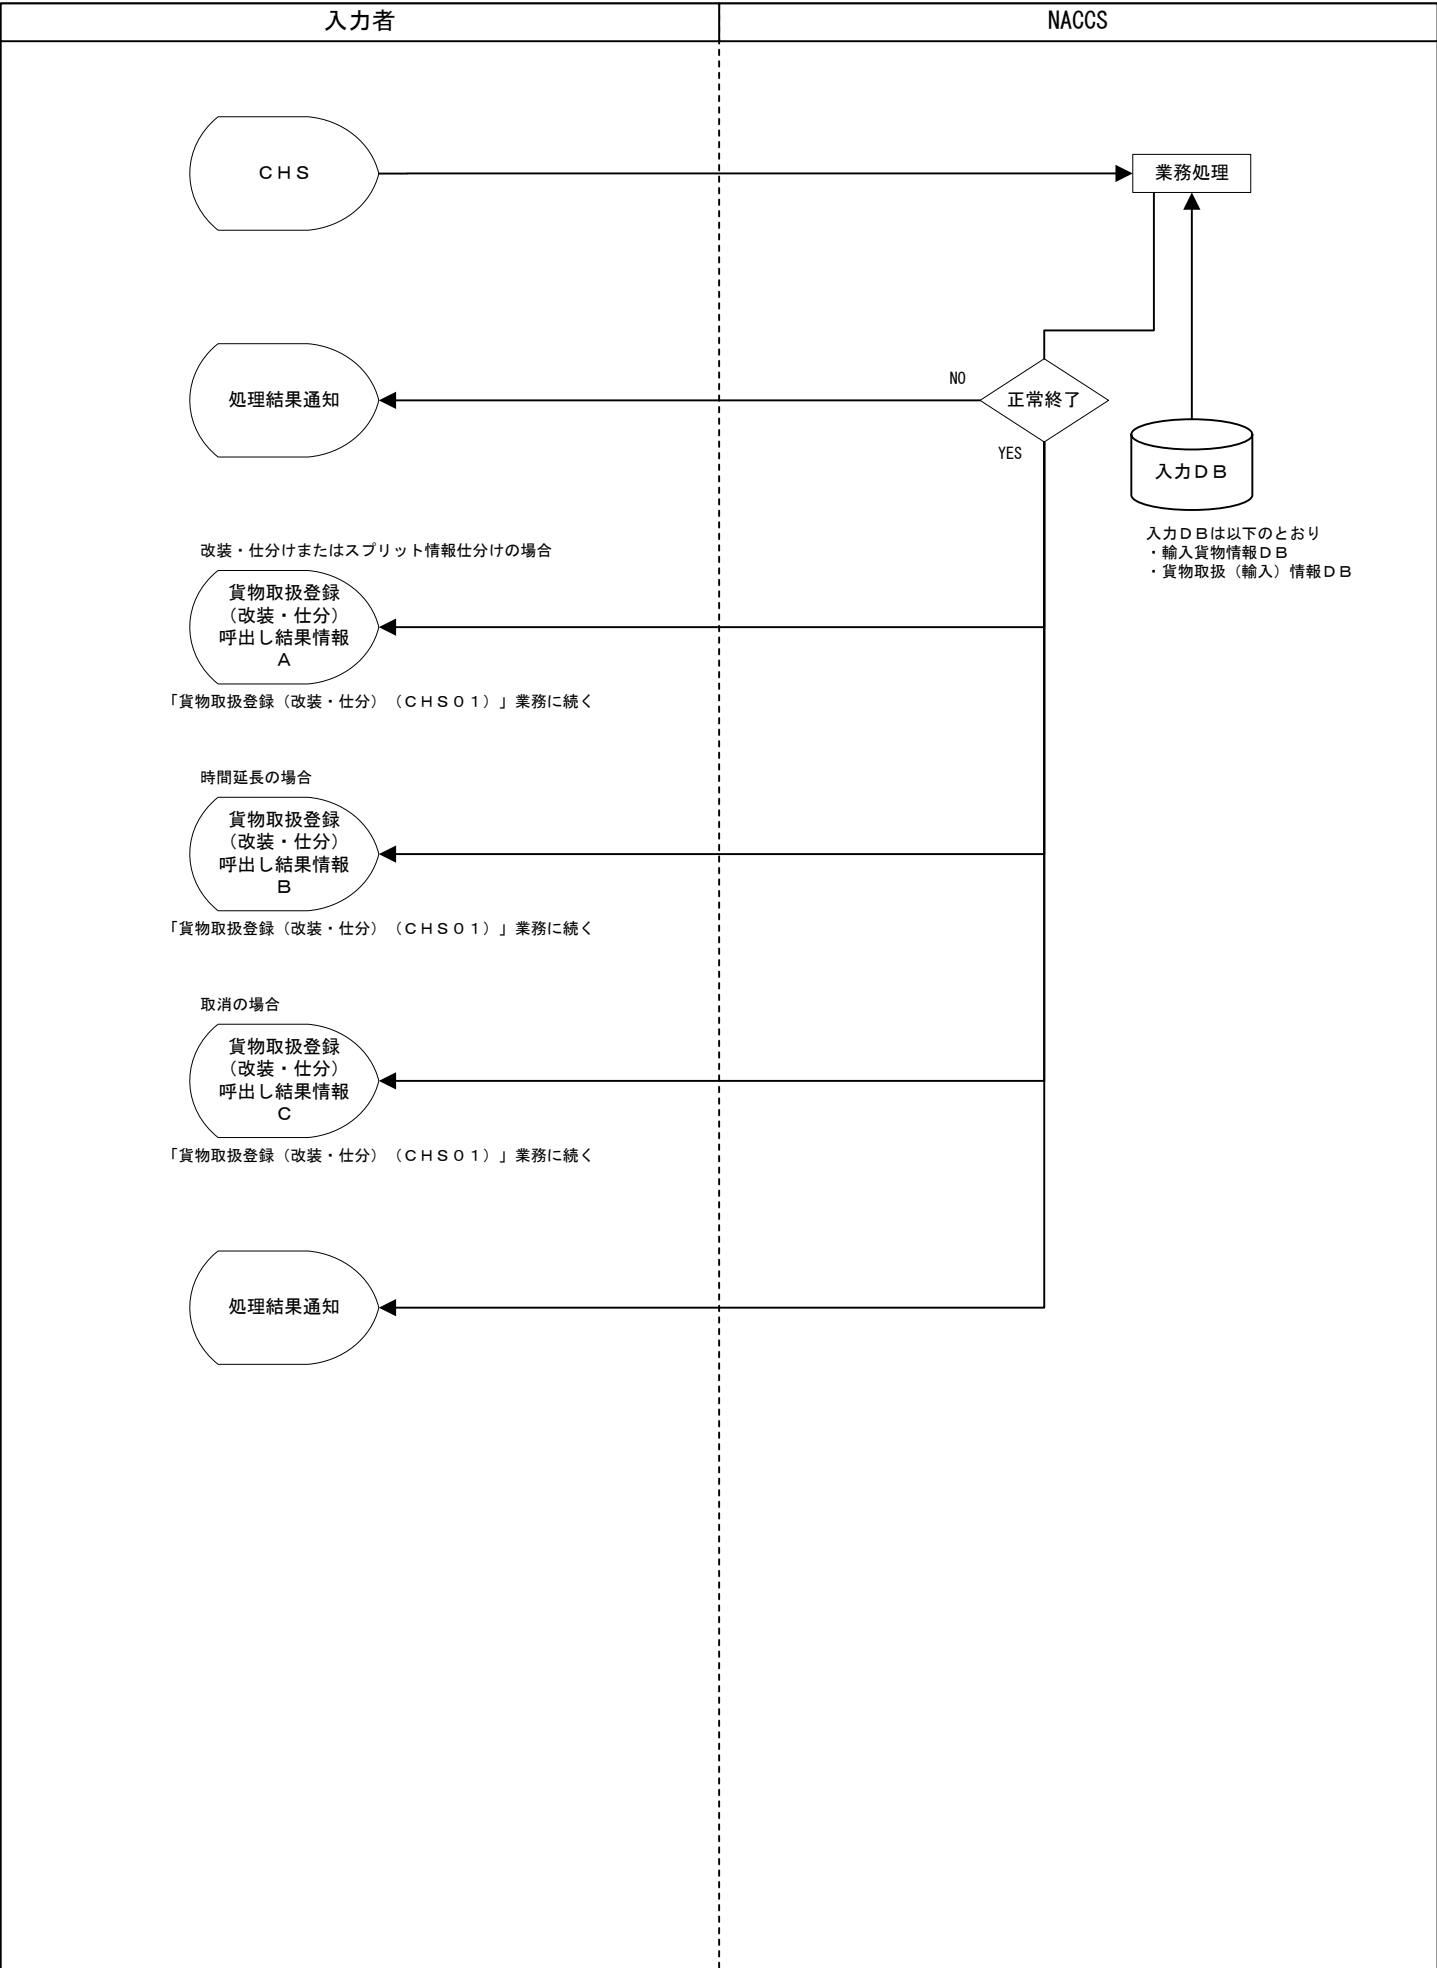 入力者
NACCS
ＣＨＳ
業務処理
処理結果通知
NO
正常終了
YES
入力ＤＢ
入力ＤＢは以下のとおり
・輸入貨物情報ＤＢ
・貨物取扱（輸入）情報ＤＢ
改装・仕分けまたはスプリット情報仕分けの場合
貨物取扱登録
（改装・仕分）
呼出し結果情報
Ａ
「貨物取扱登録（改装・仕分）（ＣＨＳ０１）」業務に続く
時間延長の場合
貨物取扱登録
（改装・仕分）
呼出し結果情報
Ｂ
「貨物取扱登録（改装・仕分）（ＣＨＳ０１）」業務に続く
取消の場合
貨物取扱登録
（改装・仕分）
呼出し結果情報
Ｃ
「貨物取扱登録（改装・仕分）（ＣＨＳ０１）」業務に続く
処理結果通知